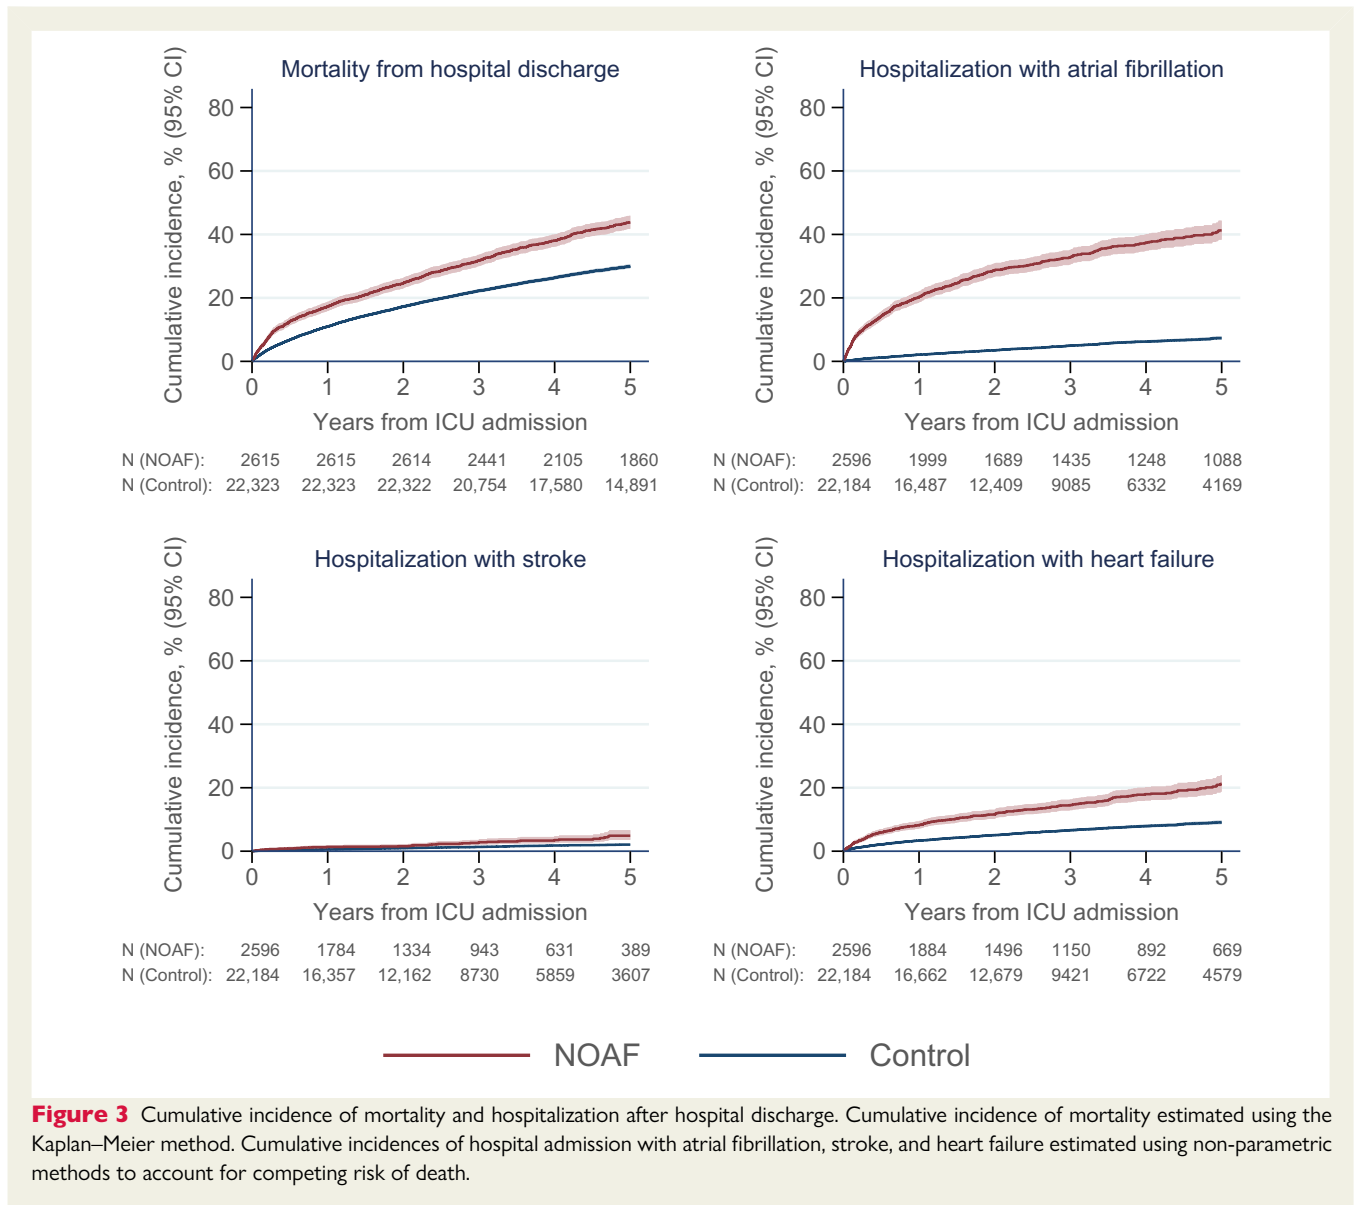 Mortality from hospital discharge
Cumulative incidence, % (95% CI)
80
60
40
20
0
0 1 2 3 4 5
Years from ICU admission
N (NOAF): 2615 2615 2614 2441 2105 1860
N (Control): 22,323 22,323 22,322 20,754 17,580 14,891
Hospitalization with atrial fibrillation
Cumulative incidence, % (95% CI)
80
60
40
20
0
0 1 2 3 4 5
Years from ICU admission
N (NOAF): 2596 1999 1689 1435 1248 1088
N (Control): 22,184 16,487 12,409 9085 6332 4169
Hospitalization with stroke
Cumulative incidence, % (95% CI)
80
60
40
20
0
0 1 2 3 4 5
Years from ICU admission
N (NOAF): 2596 1784 1334 943 631 389
N (Control): 22,184 16,357 12,162 8730 5859 3607
Hospitalization with heart failure
Cumulative incidence, % (95% CI)
80
60
40
20
0
0 1 2 3 4 5
Years from ICU admission
N (NOAF): 2596 1884 1496 1150 892 669
N (Control): 22,184 16,662 12,679 9421 6722 4579
NOAF Control
Figure 3 Cumulative incidence of mortality and hospitalization after hospital discharge. Cumulative incidence of mortality estimated using the
Kaplan–Meier method. Cumulative incidences of hospital admission with atrial fibrillation, stroke, and heart failure estimated using non-parametric
methods to account for competing risk of death.